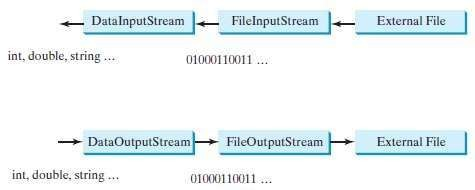 DataInputStream FileInputStream External File
int, double, string ... 01000110011 ...
DataOutputStream FileOutputStream External File
int, double, string ... 01000110011 ...